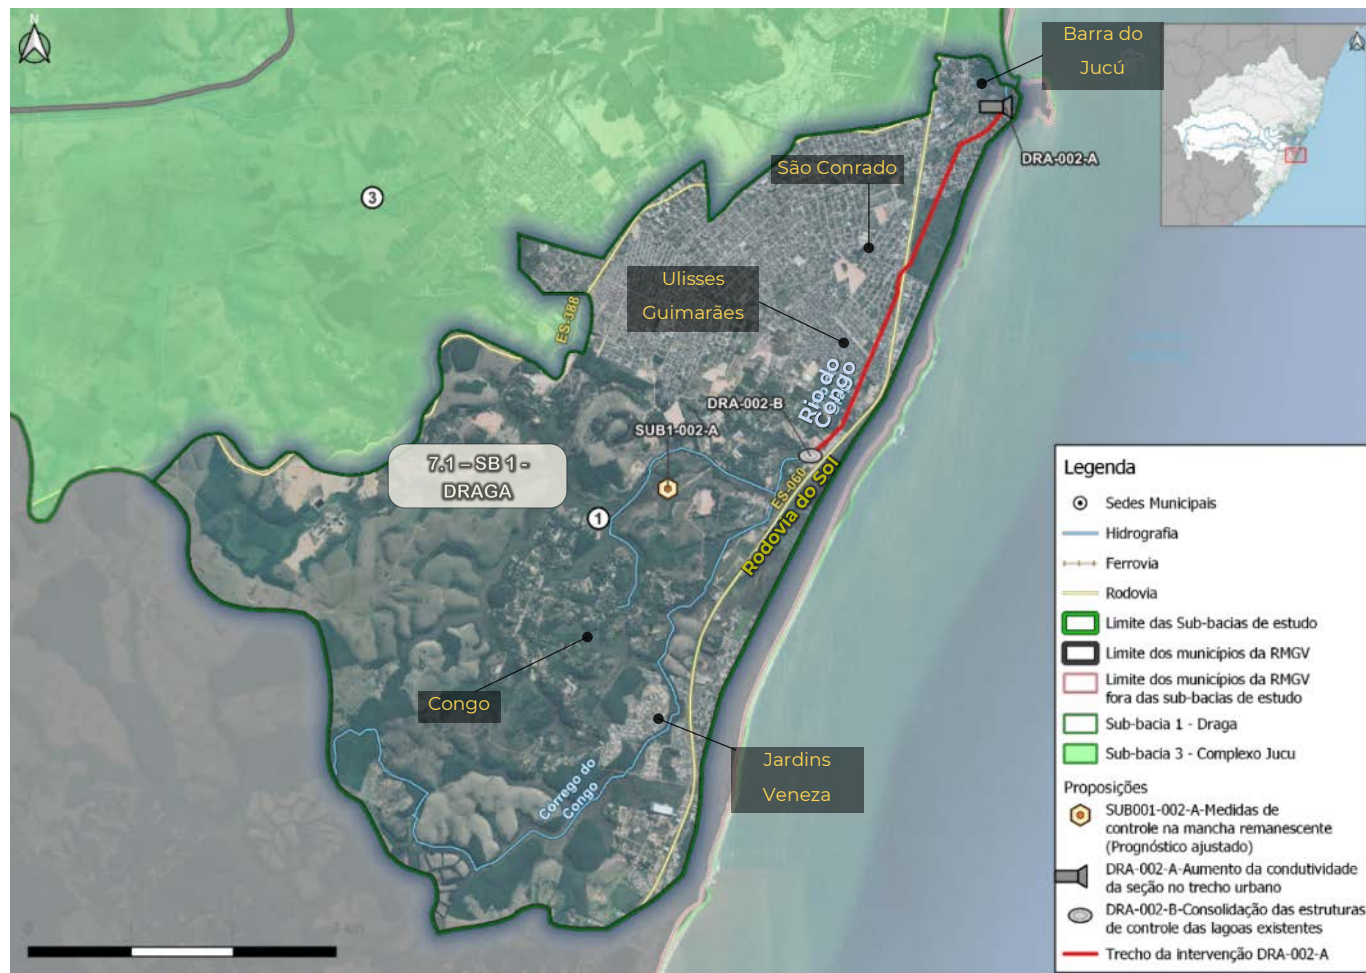 N
Barra do
Jucú
DRA-002-A
São Conrado
3
Ulisses
Guimarães
ES-388
Rio do
Congo
DRA-002-B
SUB1-002-A
7.1 – SB 1 -
DRAGA
1
ES-060
Rodovia do Sol
Congo
Jardins
Veneza
Córrego do
Congo
Legenda
Sedes Municipais
Hidrografia
Ferrovia
Rodovia
Limite das Sub-bacias de estudo
Limite dos municípios da RMGV
Limite dos municípios da RMGV
fora das sub-bacias de estudo
Sub-bacia 1 - Draga
Sub-bacia 3 - Complexo Jucu
Proposições
SUB001-002-A-Medidas de
controle na mancha remanescente
(Prognóstico ajustado)
DRA-002-A-Aumento da condutividade
da seção no trecho urbano
DRA-002-B-Consolidação das estruturas
de controle das lagoas existentes
Trecho da intervenção DRA-002-A